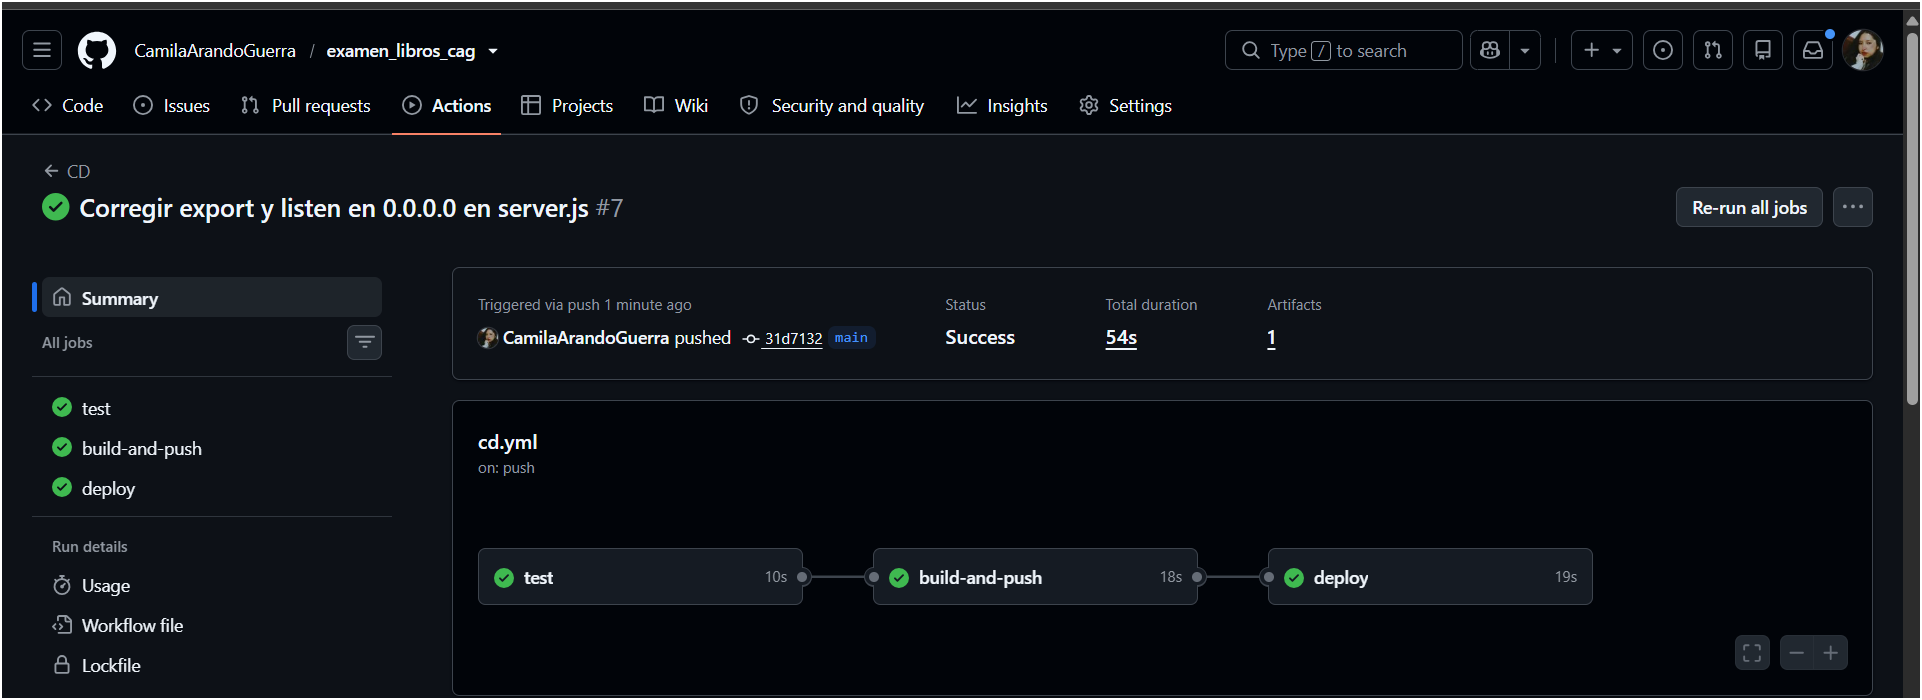 CamilaArandoGuerra / examen_libros_cag
Type / to search
Code
Issues
Pull requests
Actions
Projects
Wiki
Security and quality
Insights
Settings
CD
Corregir export y listen en 0.0.0.0 en server.js #7
Re-run all jobs
Summary
All jobs
test
build-and-push
deploy
Run details
Usage
Workflow file
Lockfile
Triggered via push 1 minute ago
CamilaArandoGuerra pushed 31d7132 main
Status
Success
Total duration
54s
Artifacts
1
cd.yml
on: push
test 10s
build-and-push 18s
deploy 19s